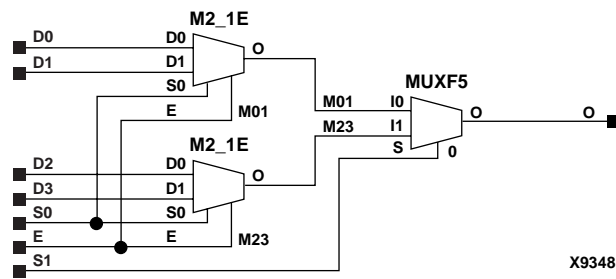 M2_1E
D0 D0 O
D1 D1
S0
E M01
MUXF5
M01 I0 O O
M23 I1
S 0
M2_1E
D2 D0 O
D3 D1
S0 S0
E E M23
S1
X9348